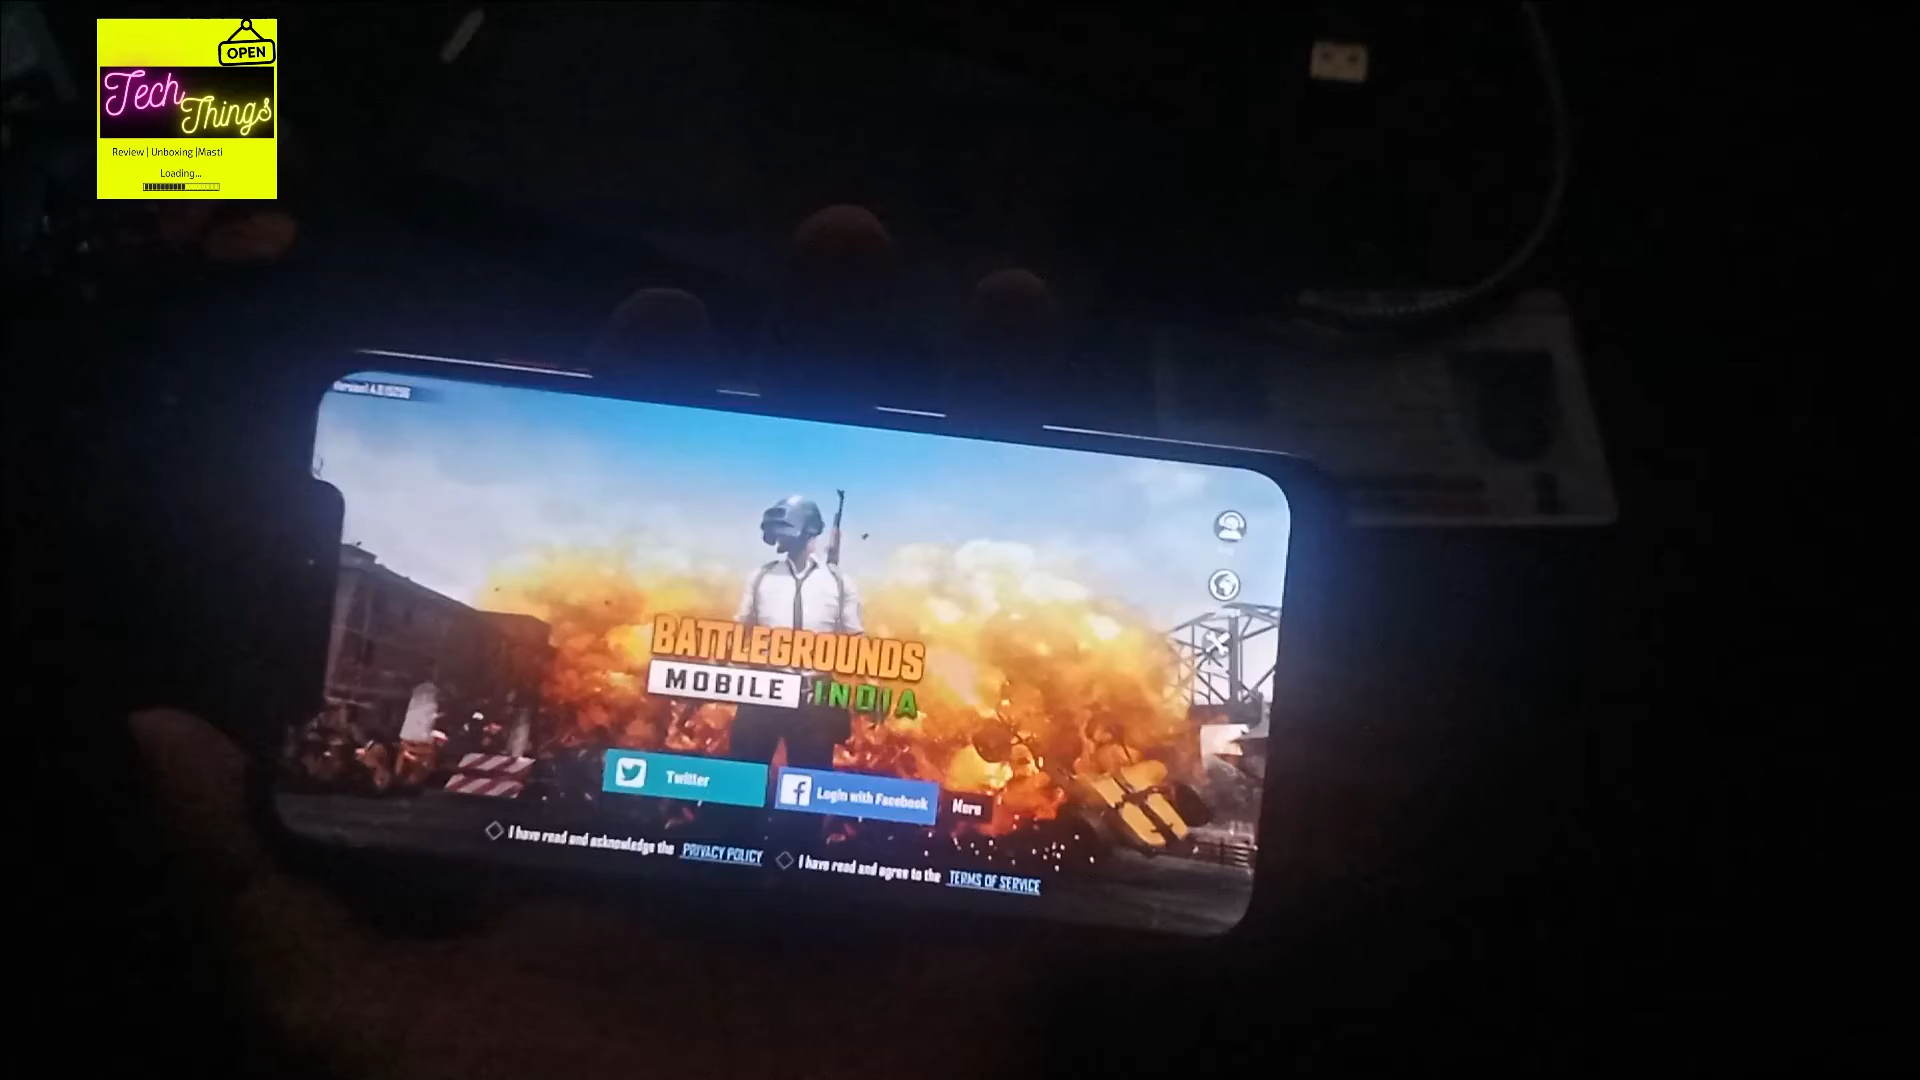 OPEN
Tech
Things
Review | Unboxing |Masti
Loading...
BATTLEGROUNDS
MOBILE INDIA
Twitter
Login with Facebook
More
I have read and acknowledge the PRIVACY POLICY
I have read and agree to the TERMS OF SERVICE